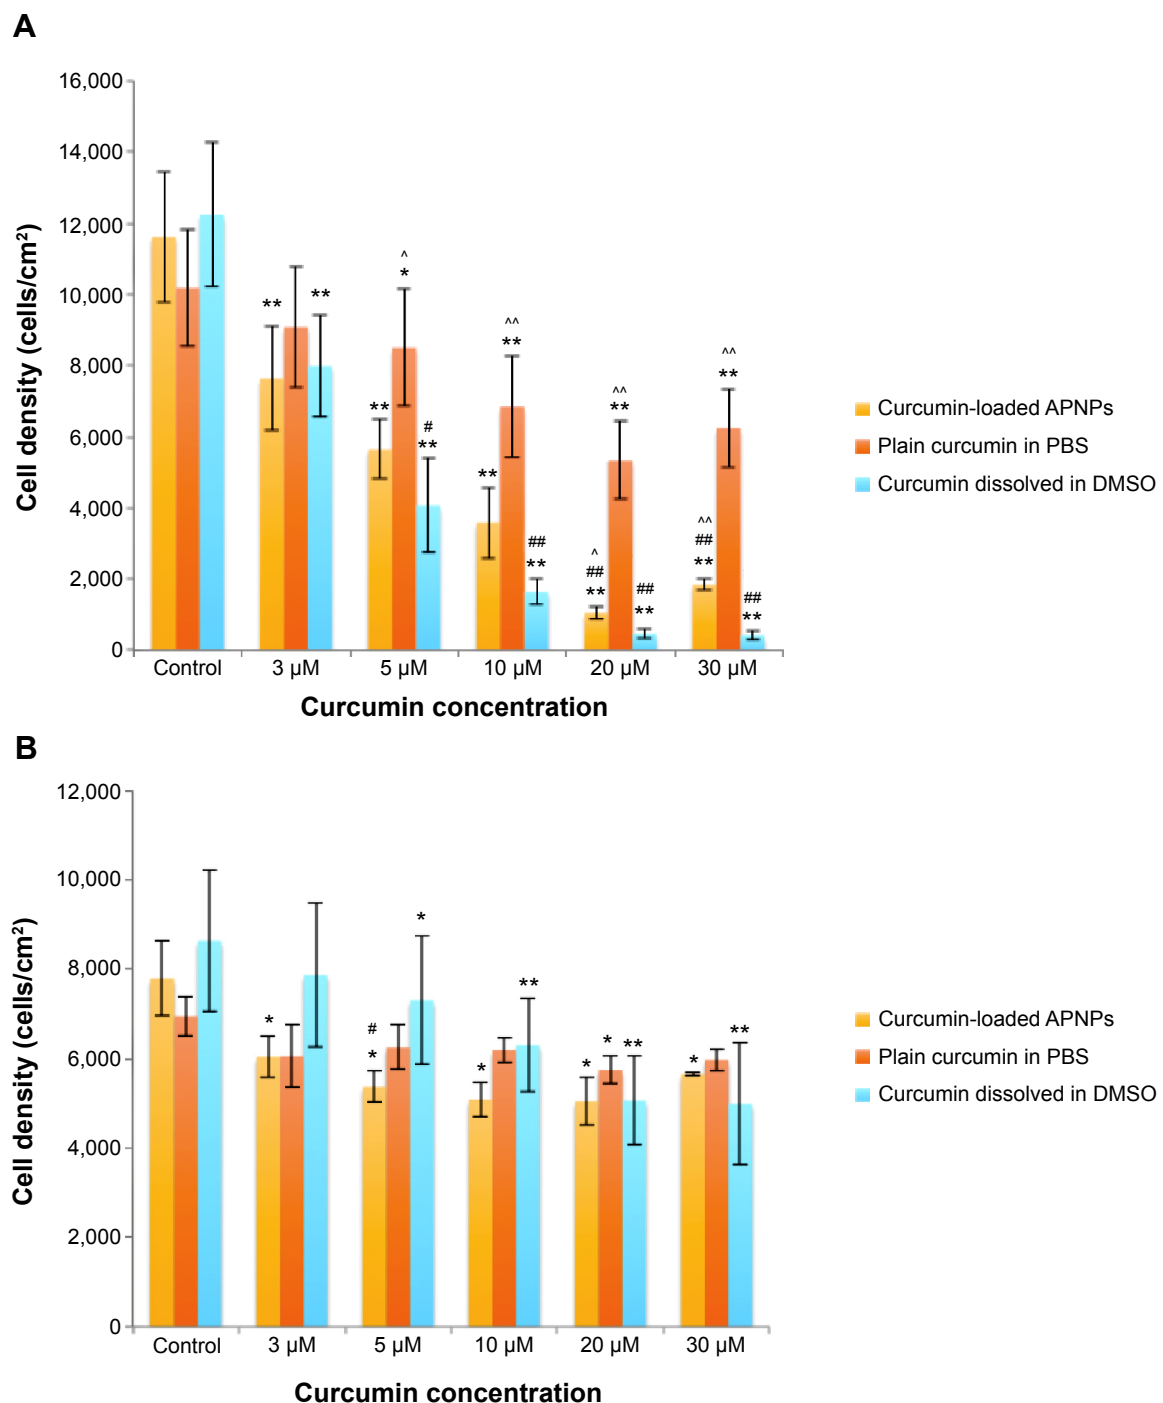 A
Cell density (cells/cm²)
16,000
14,000
12,000
10,000
8,000
6,000
4,000
2,000
0
** **
^
*
** #
**
^^
**
** ##
**
^^
**
^
##
** ##
**
^^
**
^^
##
** ##
**
Control 3 µM 5 µM 10 µM 20 µM 30 µM
Curcumin concentration
Curcumin-loaded APNPs
Plain curcumin in PBS
Curcumin dissolved in DMSO
B
Cell density (cells/cm²)
12,000
10,000
8,000
6,000
4,000
2,000
0
*
#
* *
* **
* * **
* **
Control 3 µM 5 µM 10 µM 20 µM 30 µM
Curcumin concentration
Curcumin-loaded APNPs
Plain curcumin in PBS
Curcumin dissolved in DMSO